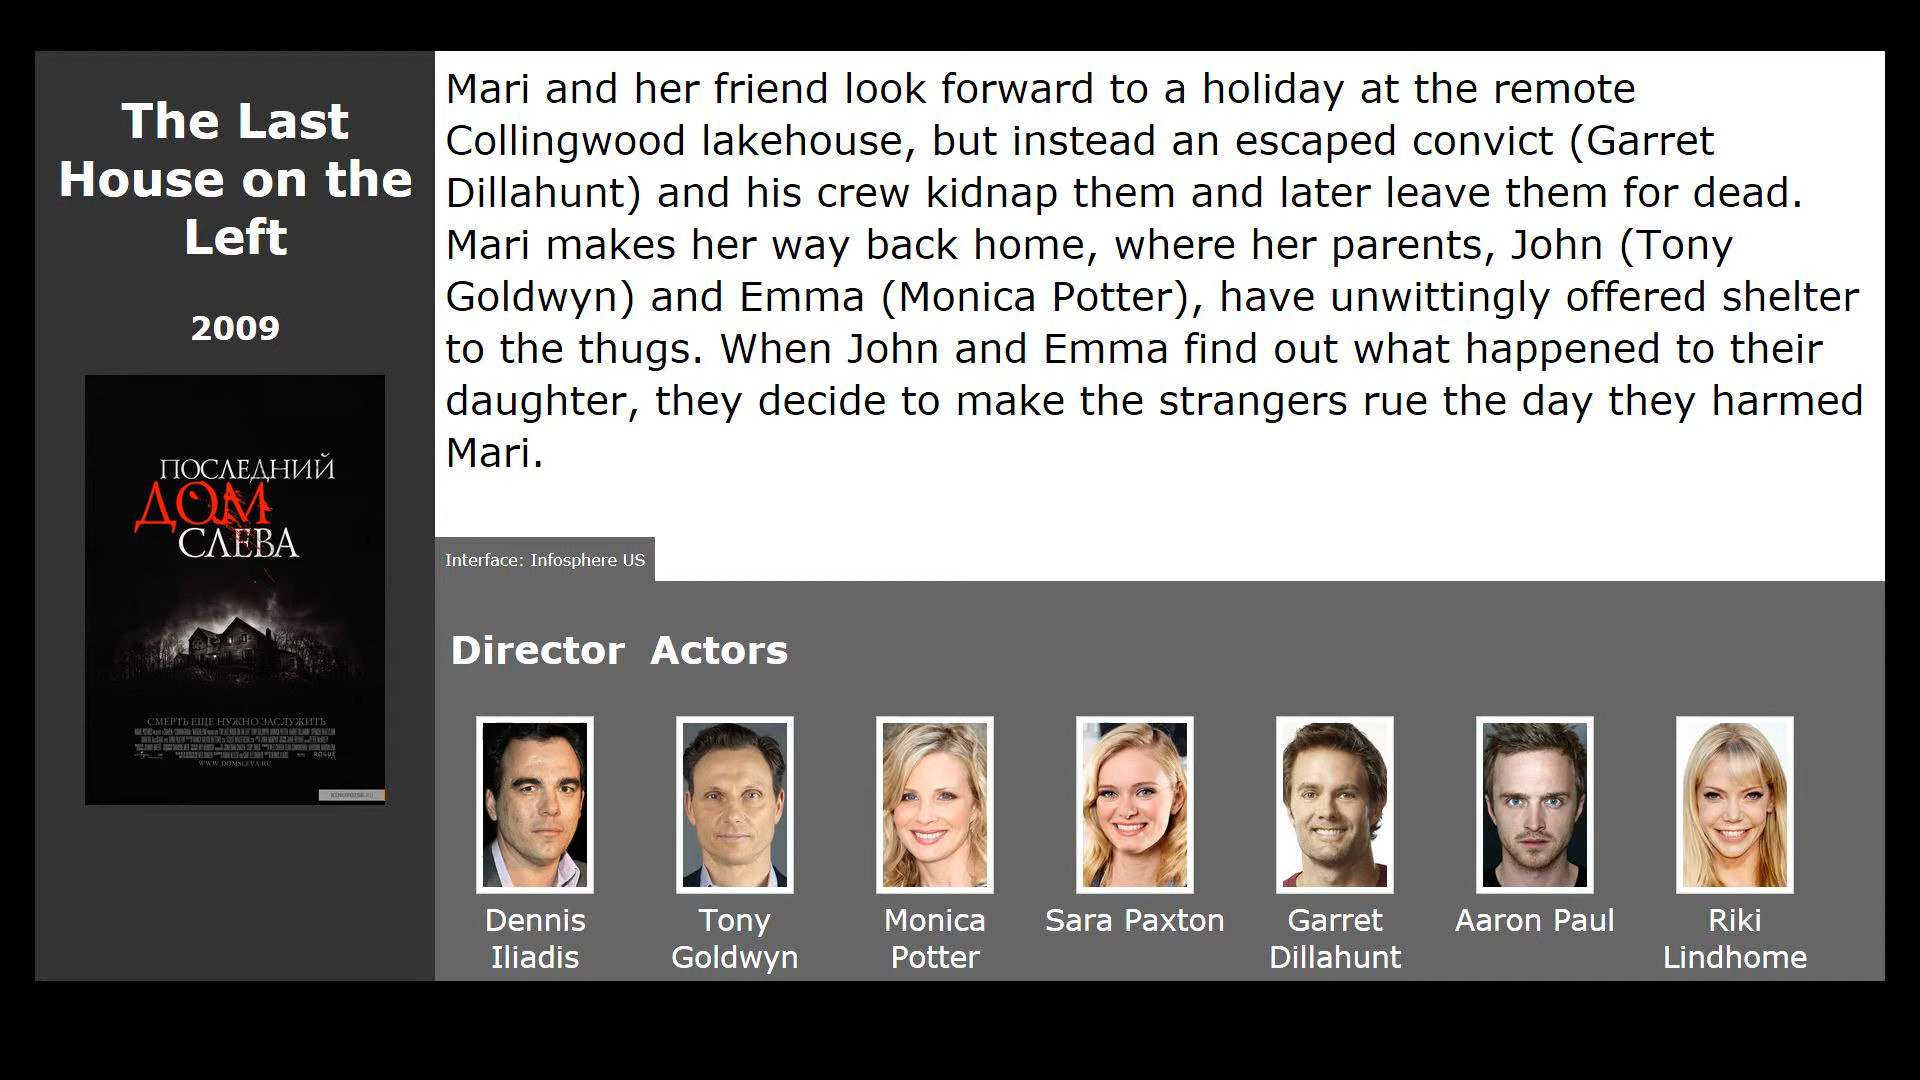 The Last
House on the
Left
2009
ПОСЛЕДНИЙ
ДОМ
СЛЕВА
СМЕРТЬ ЕЩЕ НУЖНО ЗАСЛУЖИТЬ
WWW.DOMSLEVA.RU
KINOPOISK.RU
Mari and her friend look forward to a holiday at the remote
Collingwood lakehouse, but instead an escaped convict (Garret
Dillahunt) and his crew kidnap them and later leave them for dead.
Mari makes her way back home, where her parents, John (Tony
Goldwyn) and Emma (Monica Potter), have unwittingly offered shelter
to the thugs. When John and Emma find out what happened to their
daughter, they decide to make the strangers rue the day they harmed
Mari.
Interface: Infosphere US
Director Actors
Dennis
Iliadis
Tony
Goldwyn
Monica
Potter
Sara Paxton
Garret
Dillahunt
Aaron Paul
Riki
Lindhome